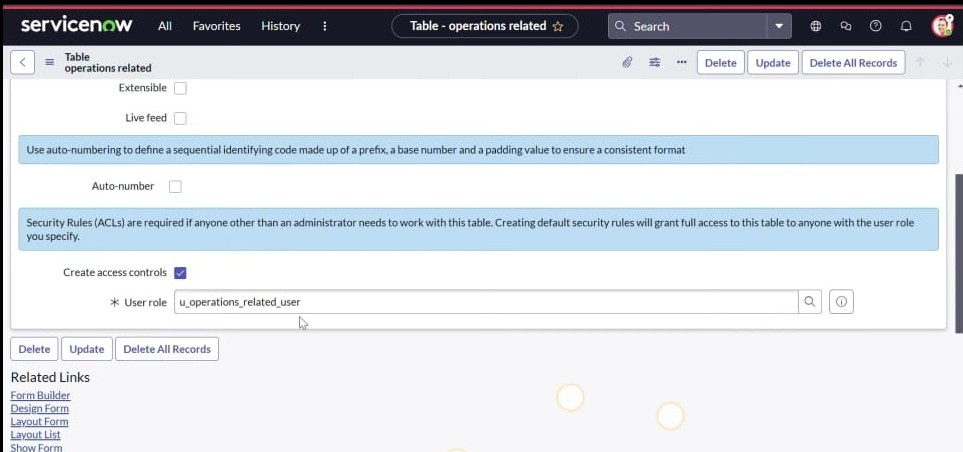 servicenow All Favorites History Table - operations related Search
Table
operations related
Delete Update Delete All Records
Extensible
Live feed
Use auto-numbering to define a sequential identifying code made up of a prefix, a base number and a padding value to ensure a consistent format
Auto-number
Security Rules (ACLs) are required if anyone other than an administrator needs to work with this table. Creating default security rules will grant full access to this table to anyone with the user role
you specify.
Create access controls
User role u_operations_related_user
Delete Update Delete All Records
Related Links
Form Builder
Design Form
Layout Form
Layout List
Show Form